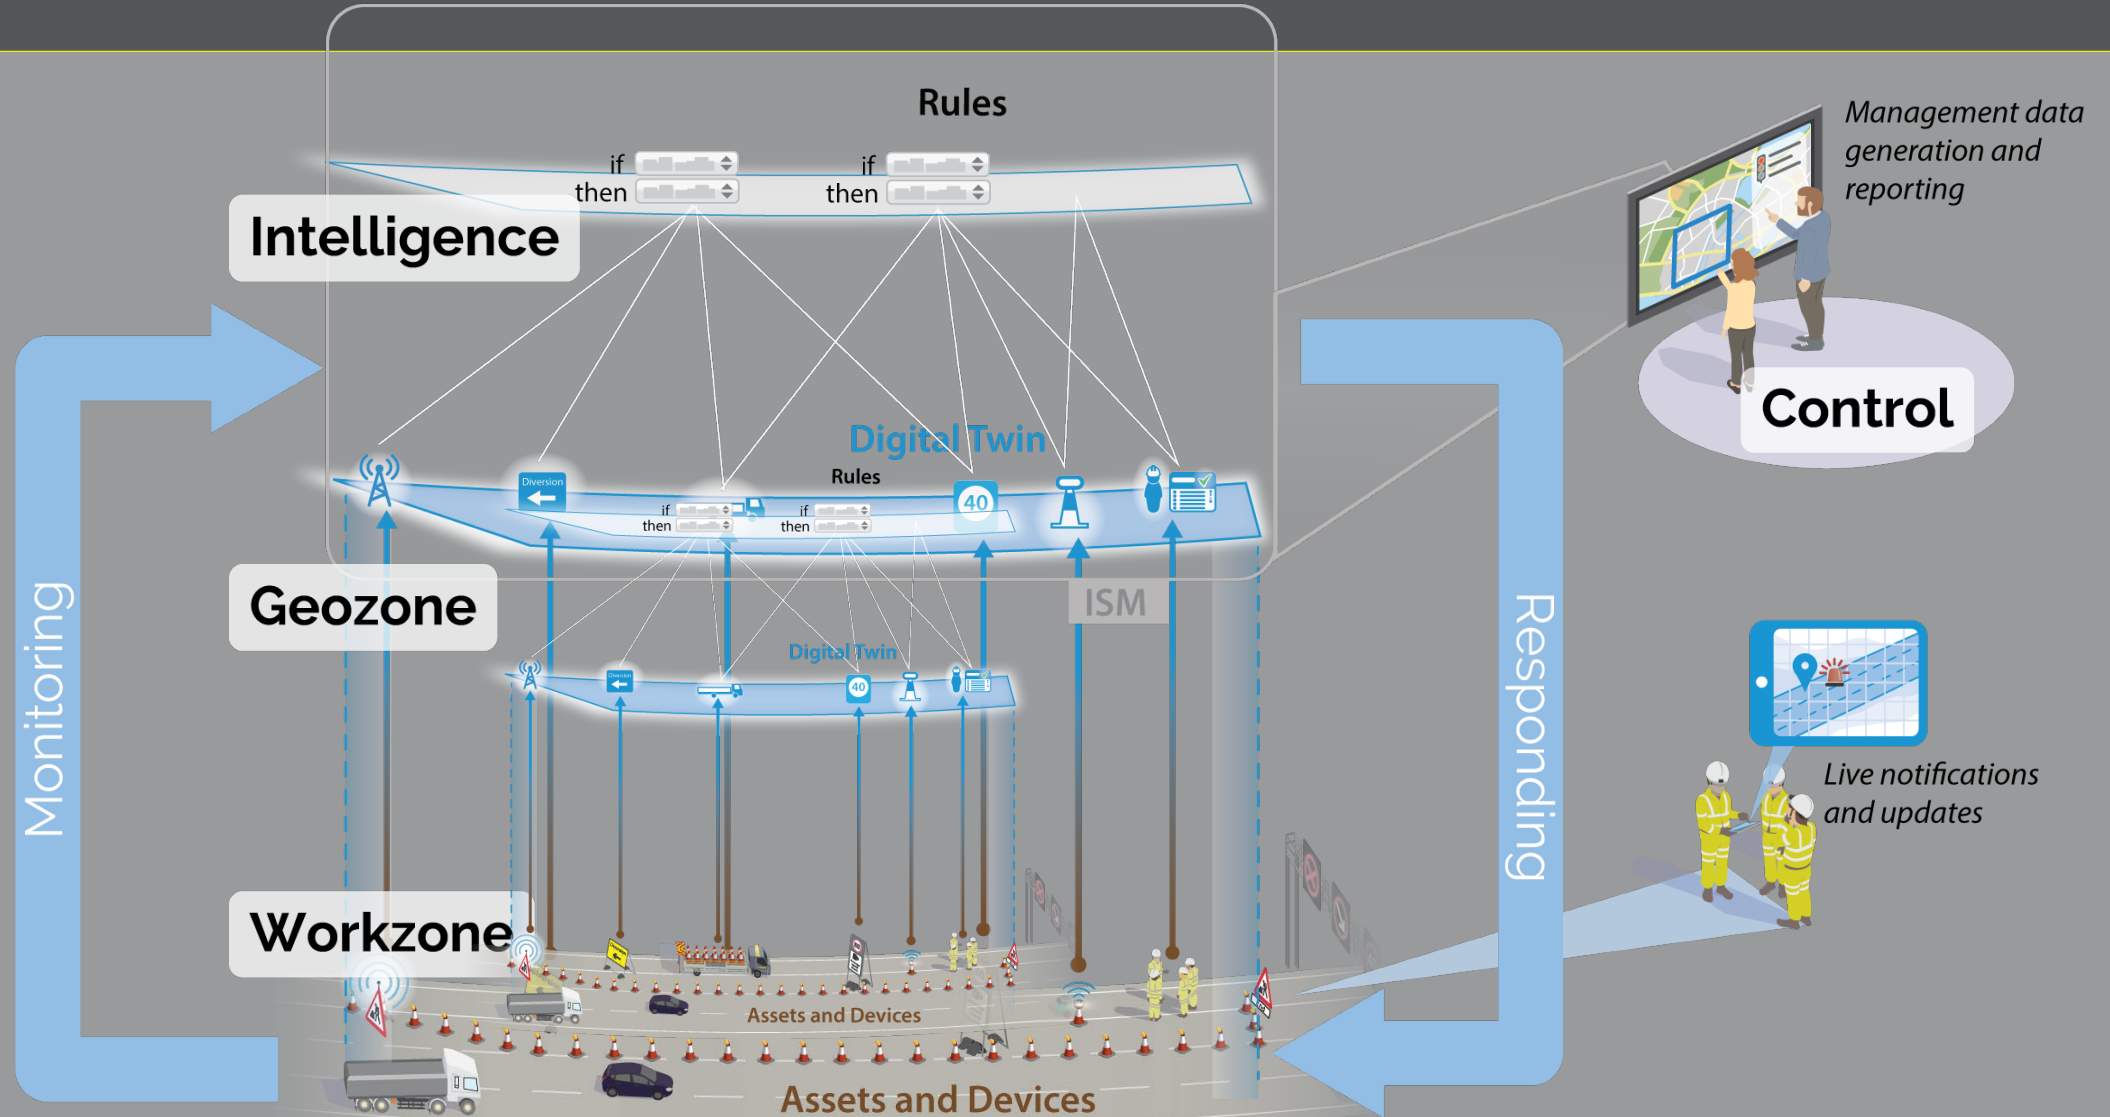 Rules
if
then
if
then
Intelligence
Management data
generation and
reporting
Control
Digital Twin
Rules
Diversion
if
then
if
then
40
Geozone
ISM
Monitoring
Responding
Digital Twin
Diversion
40
Live notifications
and updates
Workzone
Assets and Devices
Assets and Devices